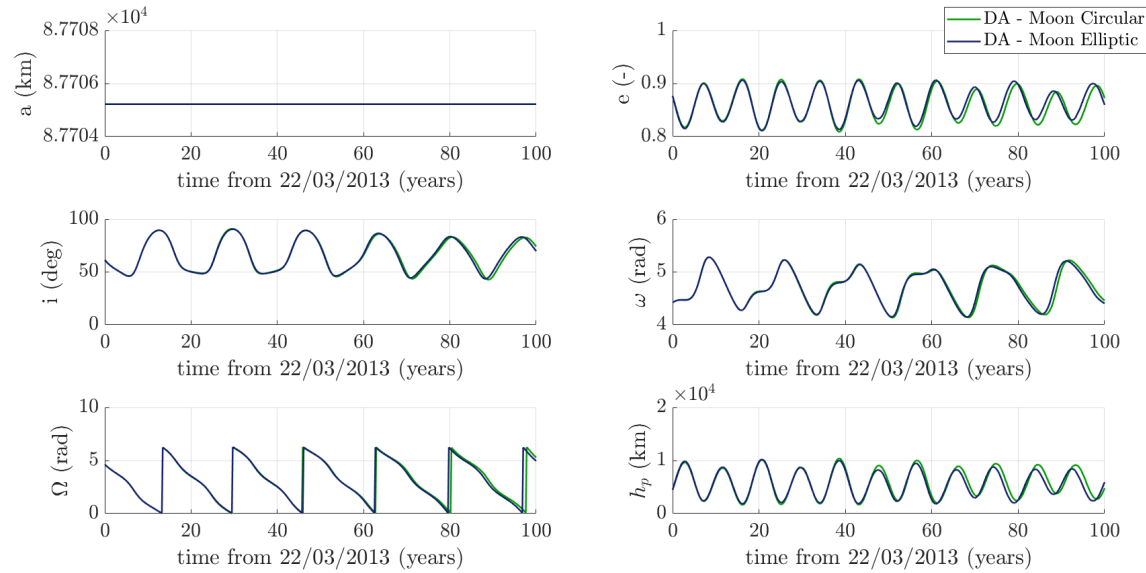 ×10⁴
8.7708
8.7706
8.7704
a (km)
0 20 40 60 80 100
time from 22/03/2013 (years)
DA - Moon Circular
DA - Moon Elliptic
1
0.9
0.8
e (-)
0 20 40 60 80 100
time from 22/03/2013 (years)
100
50
0
i (deg)
0 20 40 60 80 100
time from 22/03/2013 (years)
6
5
4
ω (rad)
0 20 40 60 80 100
time from 22/03/2013 (years)
10
5
0
Ω (rad)
0 20 40 60 80 100
time from 22/03/2013 (years)
×10⁴
2
1
0
hₚ (km)
0 20 40 60 80 100
time from 22/03/2013 (years)